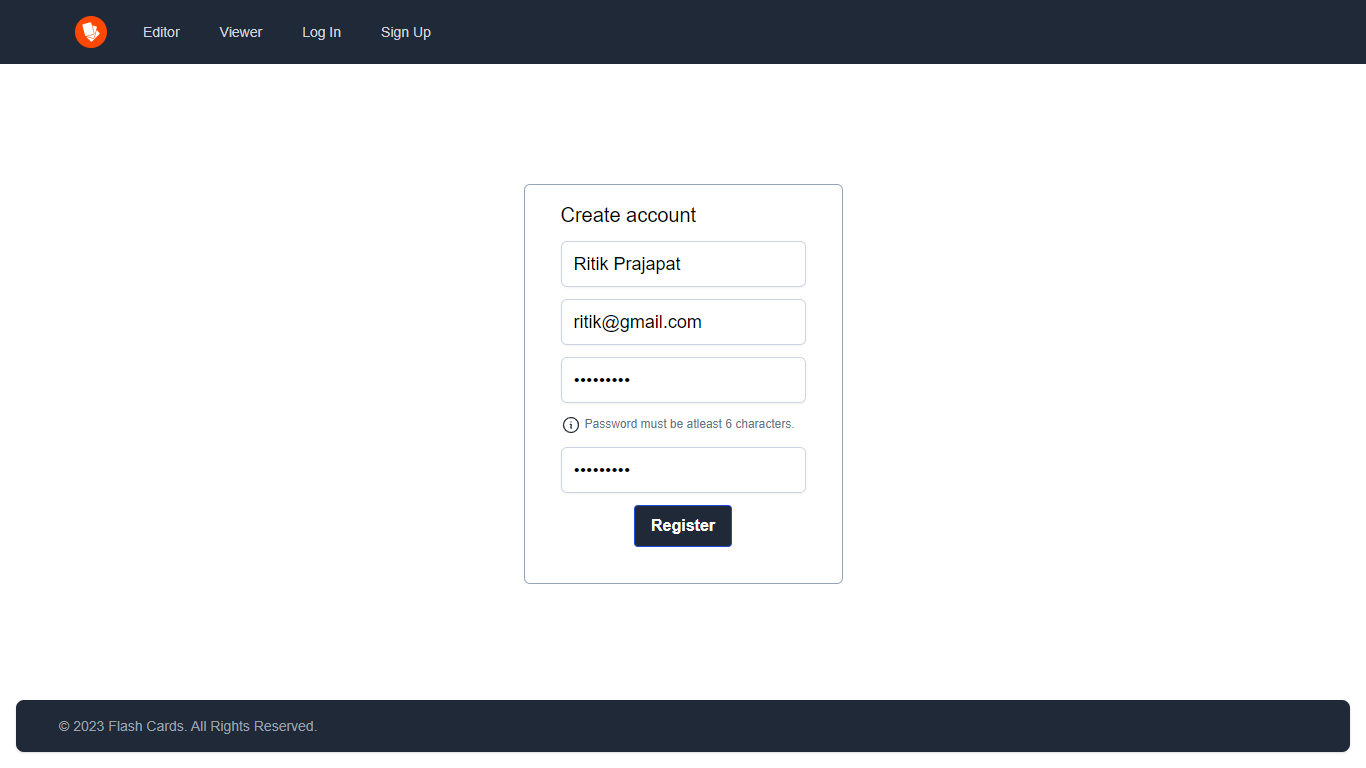 Editor Viewer Log In Sign Up
Create account
Ritik Prajapat
ritik@gmail.com
•••••••••
Password must be atleast 6 characters.
•••••••••
Register
© 2023 Flash Cards. All Rights Reserved.